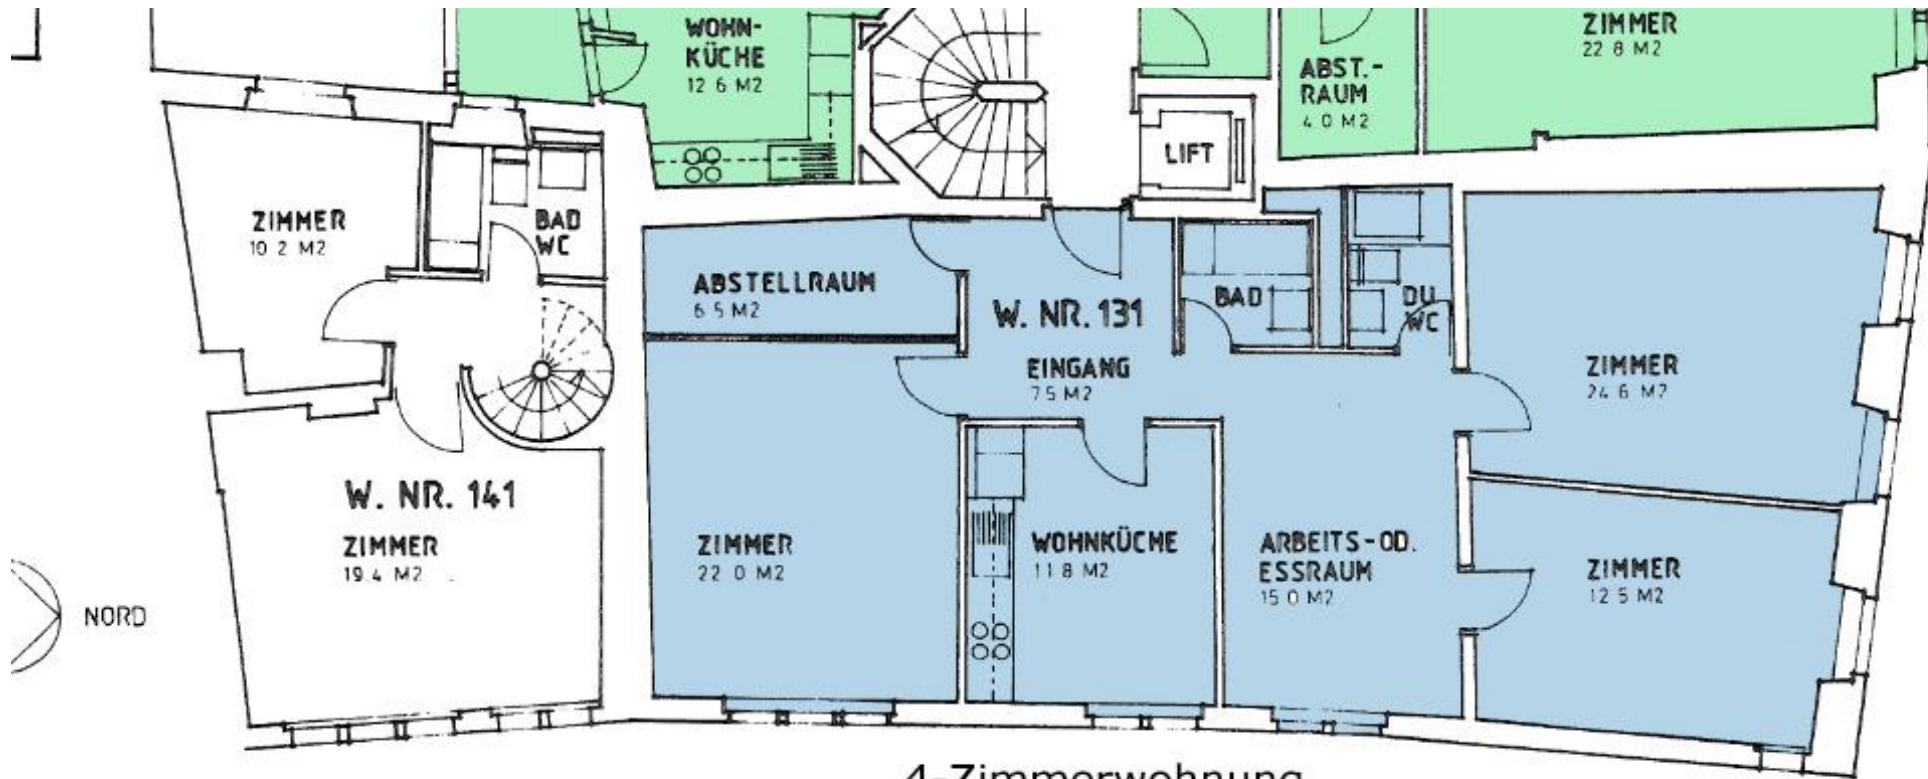 WOHN-
KÜCHE
12 6 M2
ZIMMER
22 8 M2
ABST.-
RAUM
4 0 M2
LIFT
ZIMMER
10 2 M2
BAD
WC
ABSTELLRAUM
6 5 M2
W. NR. 131
EINGANG
7 5 M2
BAD
DU
WC
ZIMMER
24 6 M2
W. NR. 141
ZIMMER
19.4 M2
ZIMMER
22 0 M2
WOHNKÜCHE
11 8 M2
ARBEITS-OD.
ESSRAUM
15 0 M2
ZIMMER
12 5 M2
NORD
4-Zimmerwohnung